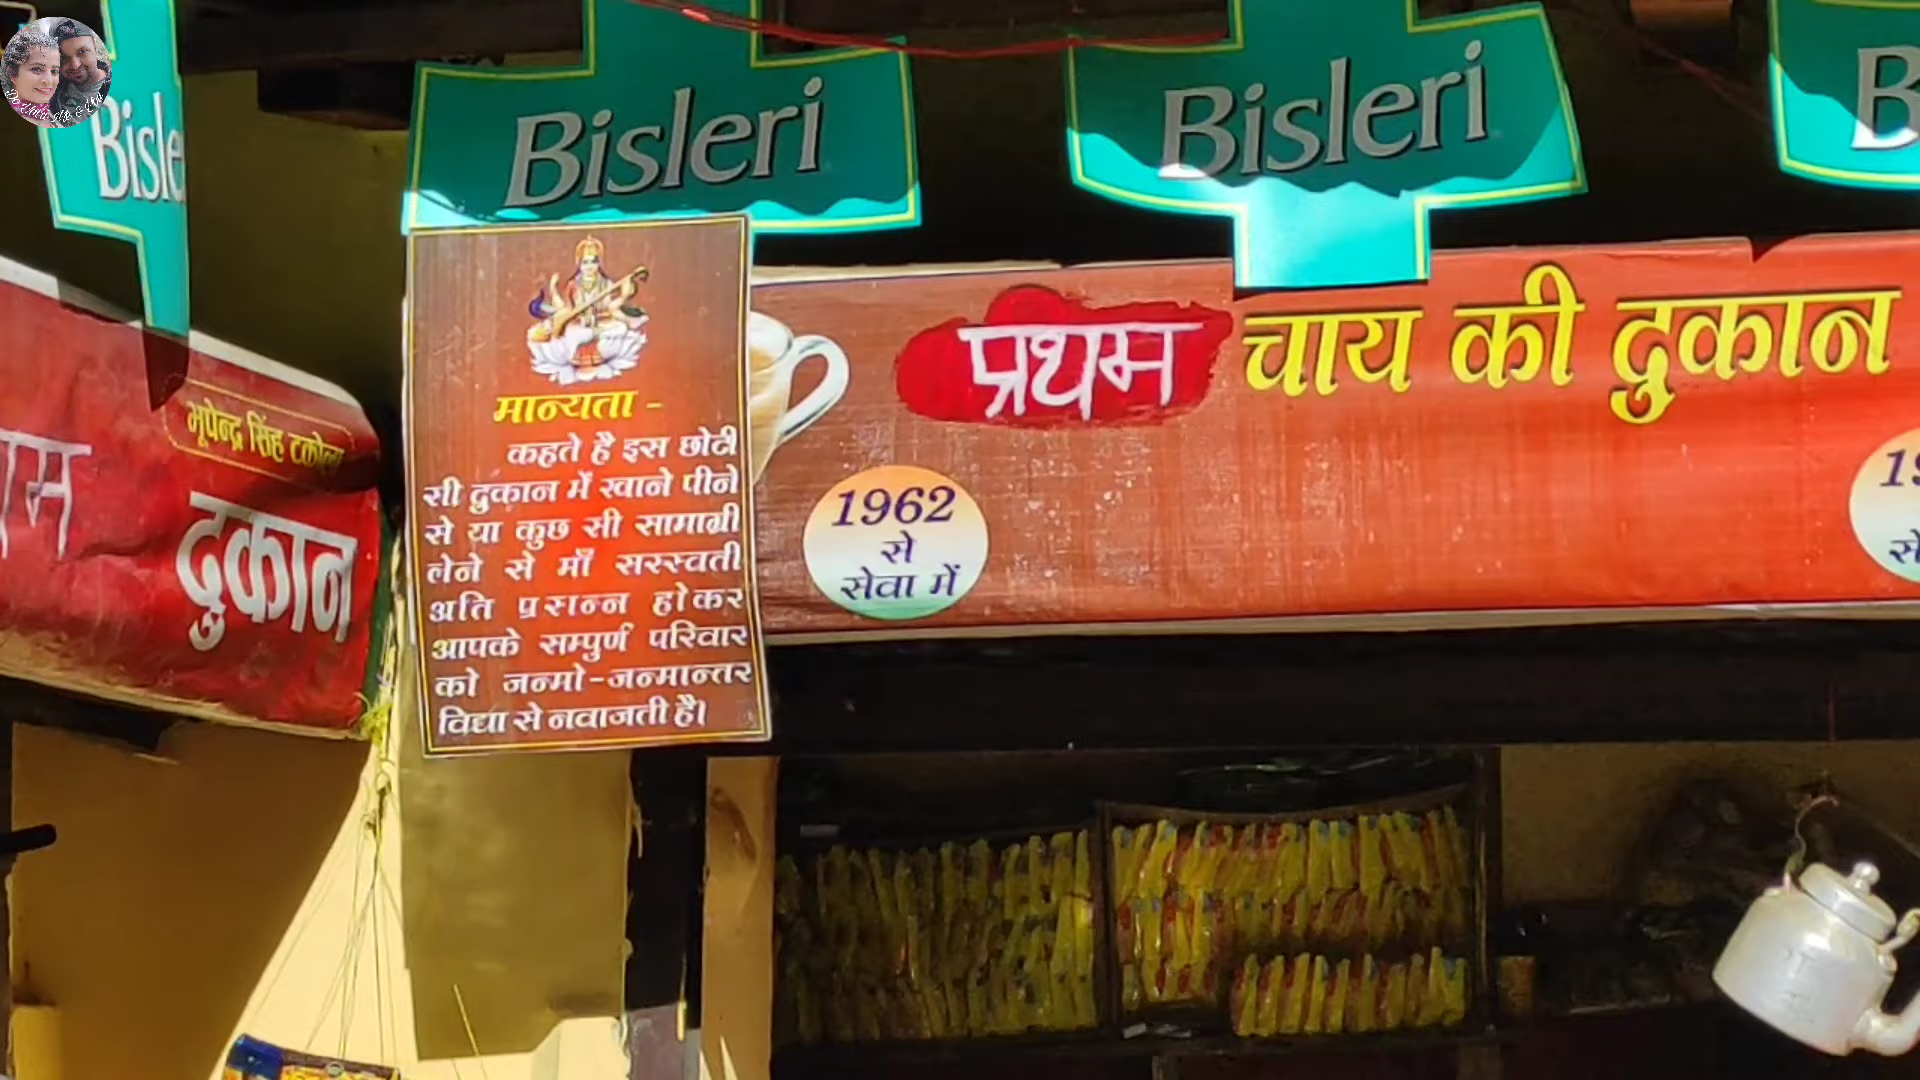 Bisle
Bisleri
Bisleri
B
मान्यता -
कहते है इस छोटी
सी दुकान में खाने पीने
से या कुछ सी सामाग्री
लेने से माँ सरस्वती
अति प्रसन्न होकर
आपके सम्पुर्ण परिवार
को जन्मो-जन्मान्तर
विद्या से नवाजती है।
प्रथम चाय की दुकान
1962
से
सेवा में
19
से
भूपेन्द्र सिंह टकोला
दुकान